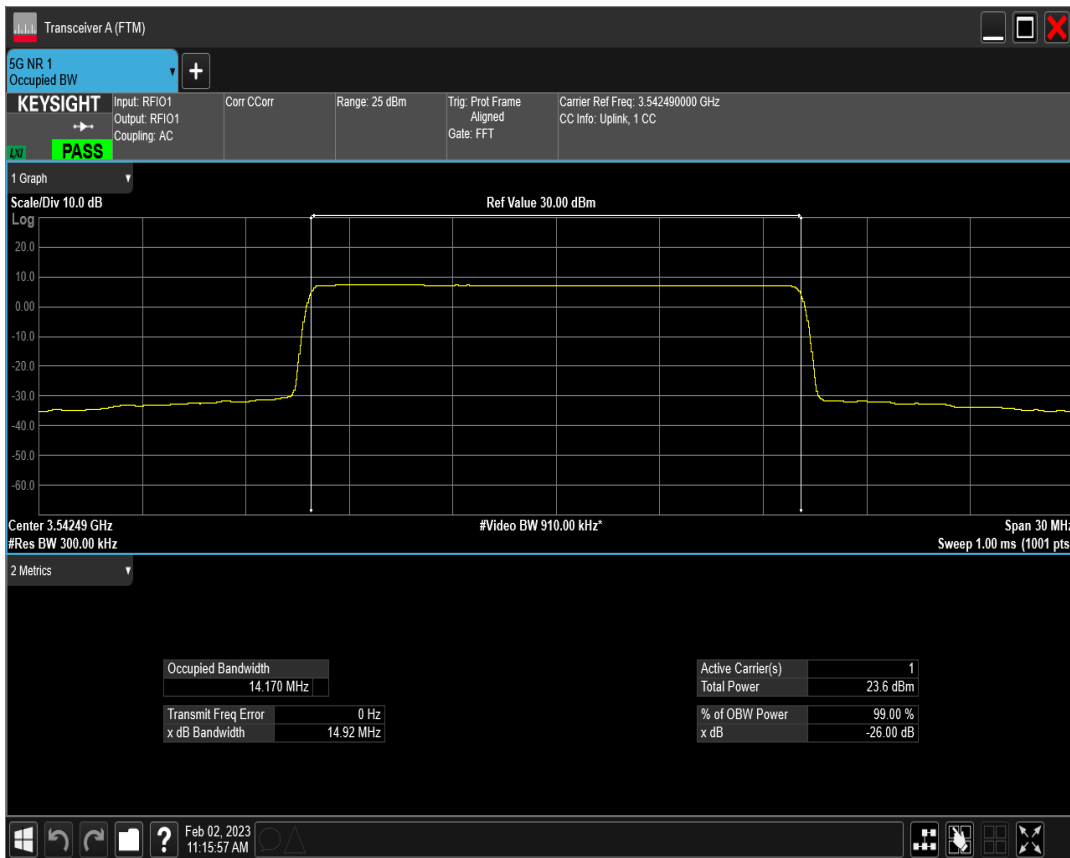 Transceiver A (FTM)
5G NR 1
Occupied BW
+
KEYSIGHT
LXI
PASS
Input: RFIO1
Output: RFIO1
Coupling: AC
Corr CCorr
Range: 25 dBm
Trig: Prot Frame
Aligned
Gate: FFT
Carrier Ref Freq: 3.542490000 GHz
CC Info: Uplink, 1 CC
1 Graph
Scale/Div 10.0 dB
Ref Value 30.00 dBm
Log
20.0
10.0
0.00
-10.0
-20.0
-30.0
-40.0
-50.0
-60.0
Center 3.54249 GHz
#Video BW 910.00 kHz*
Span 30 MHz
#Res BW 300.00 kHz
Sweep 1.00 ms (1001 pts
2 Metrics
Occupied Bandwidth
14.170 MHz
Transmit Freq Error 0 Hz
x dB Bandwidth 14.92 MHz
Active Carrier(s) 1
Total Power 23.6 dBm
% of OBW Power 99.00 %
x dB -26.00 dB
?
Feb 02, 2023
11:15:57 AM